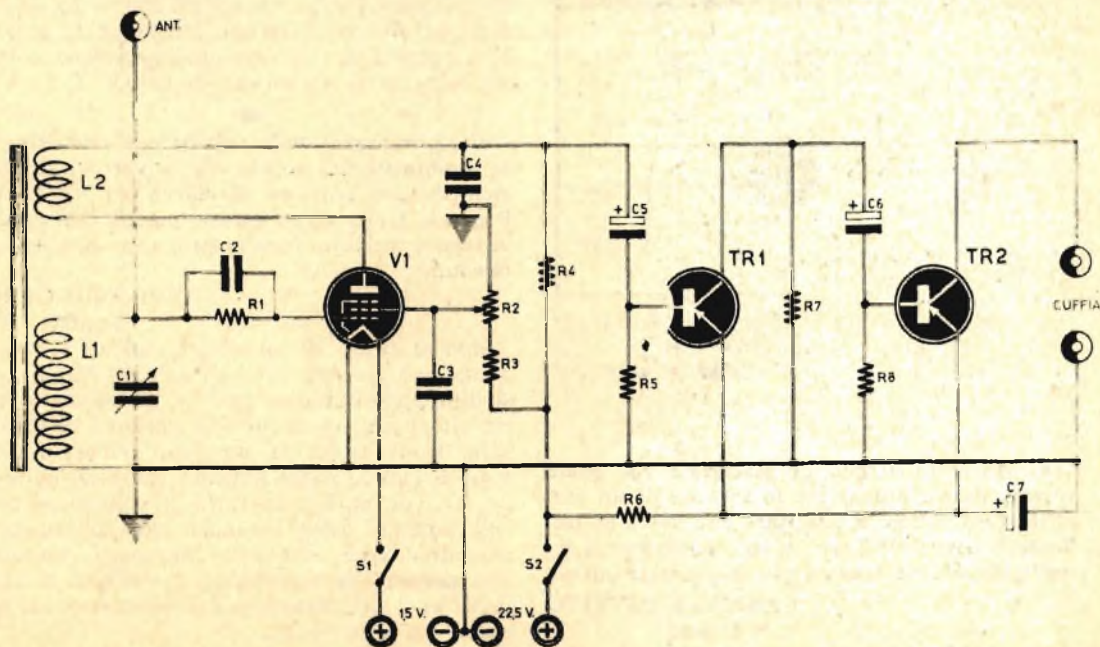 ANT.
L2
C4
C5
C6
TR1
TR2
C2
V1
R4
R1
R2
R7
CUFFIA
L1
C1
C3
R3
R5
R8
R6
C7
S1
S2
1,5 V.
22,5 V.
+
-
-
+
+
+
+